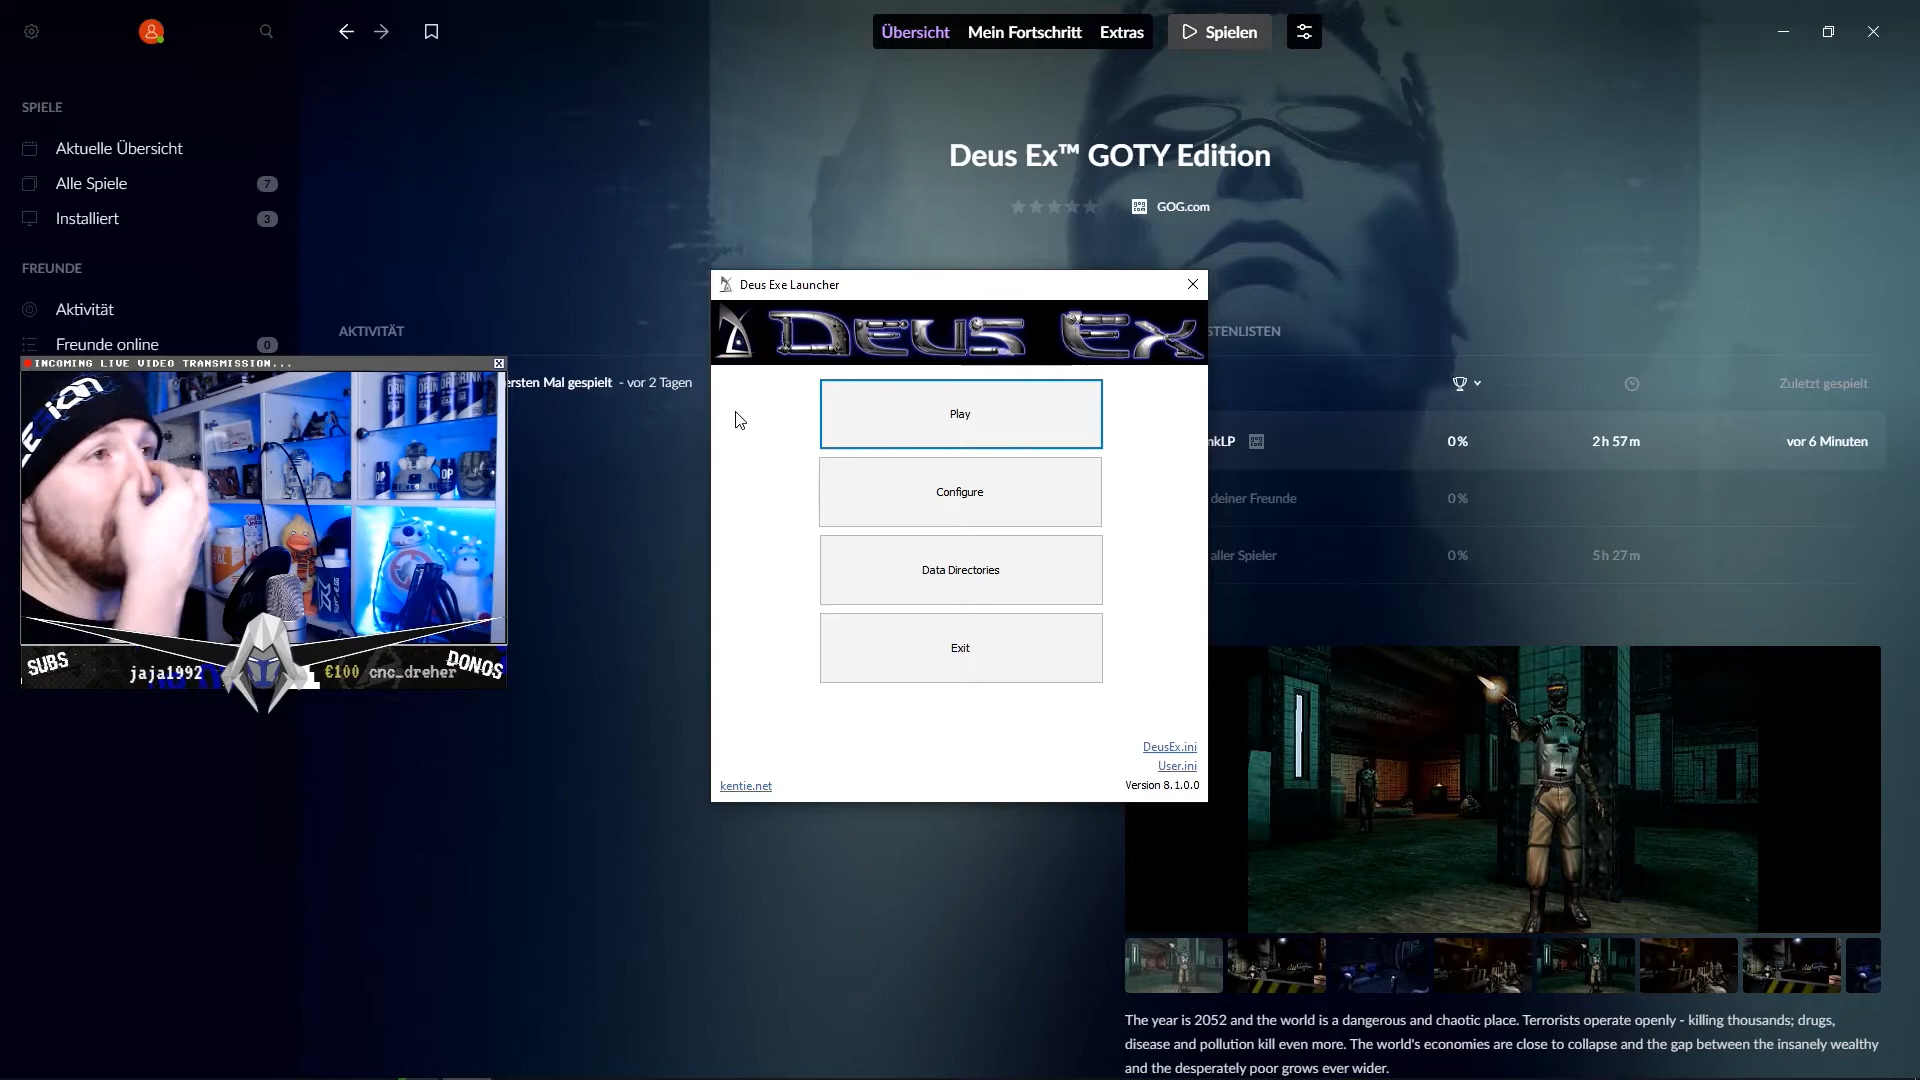 Übersicht Mein Fortschritt Extras Spielen
SPIELE
Aktuelle Übersicht
Alle Spiele 7
Installiert 3
FREUNDE
Aktivität
Freunde online 0
Deus Ex™ GOTY Edition
GOG.com
AKTIVITÄT
ersten Mal gespielt - vor 2 Tagen
INCOMING LIVE VIDEO TRANSMISSION...
SUBS
jaja1992
€100 cnc_dreher
DONOS
Deus Exe Launcher
DEUS EX
Play
Configure
Data Directories
Exit
DeusEx.ini
User.ini
kentie.net
Version 8.1.0.0
STENLISTEN
Zuletzt gespielt
nkLP 0% 2 h 57 m vor 6 Minuten
deiner Freunde 0%
aller Spieler 0% 5 h 27 m
The year is 2052 and the world is a dangerous and chaotic place. Terrorists operate openly - killing thousands; drugs,
disease and pollution kill even more. The world's economies are close to collapse and the gap between the insanely wealthy
and the desperately poor grows ever wider.